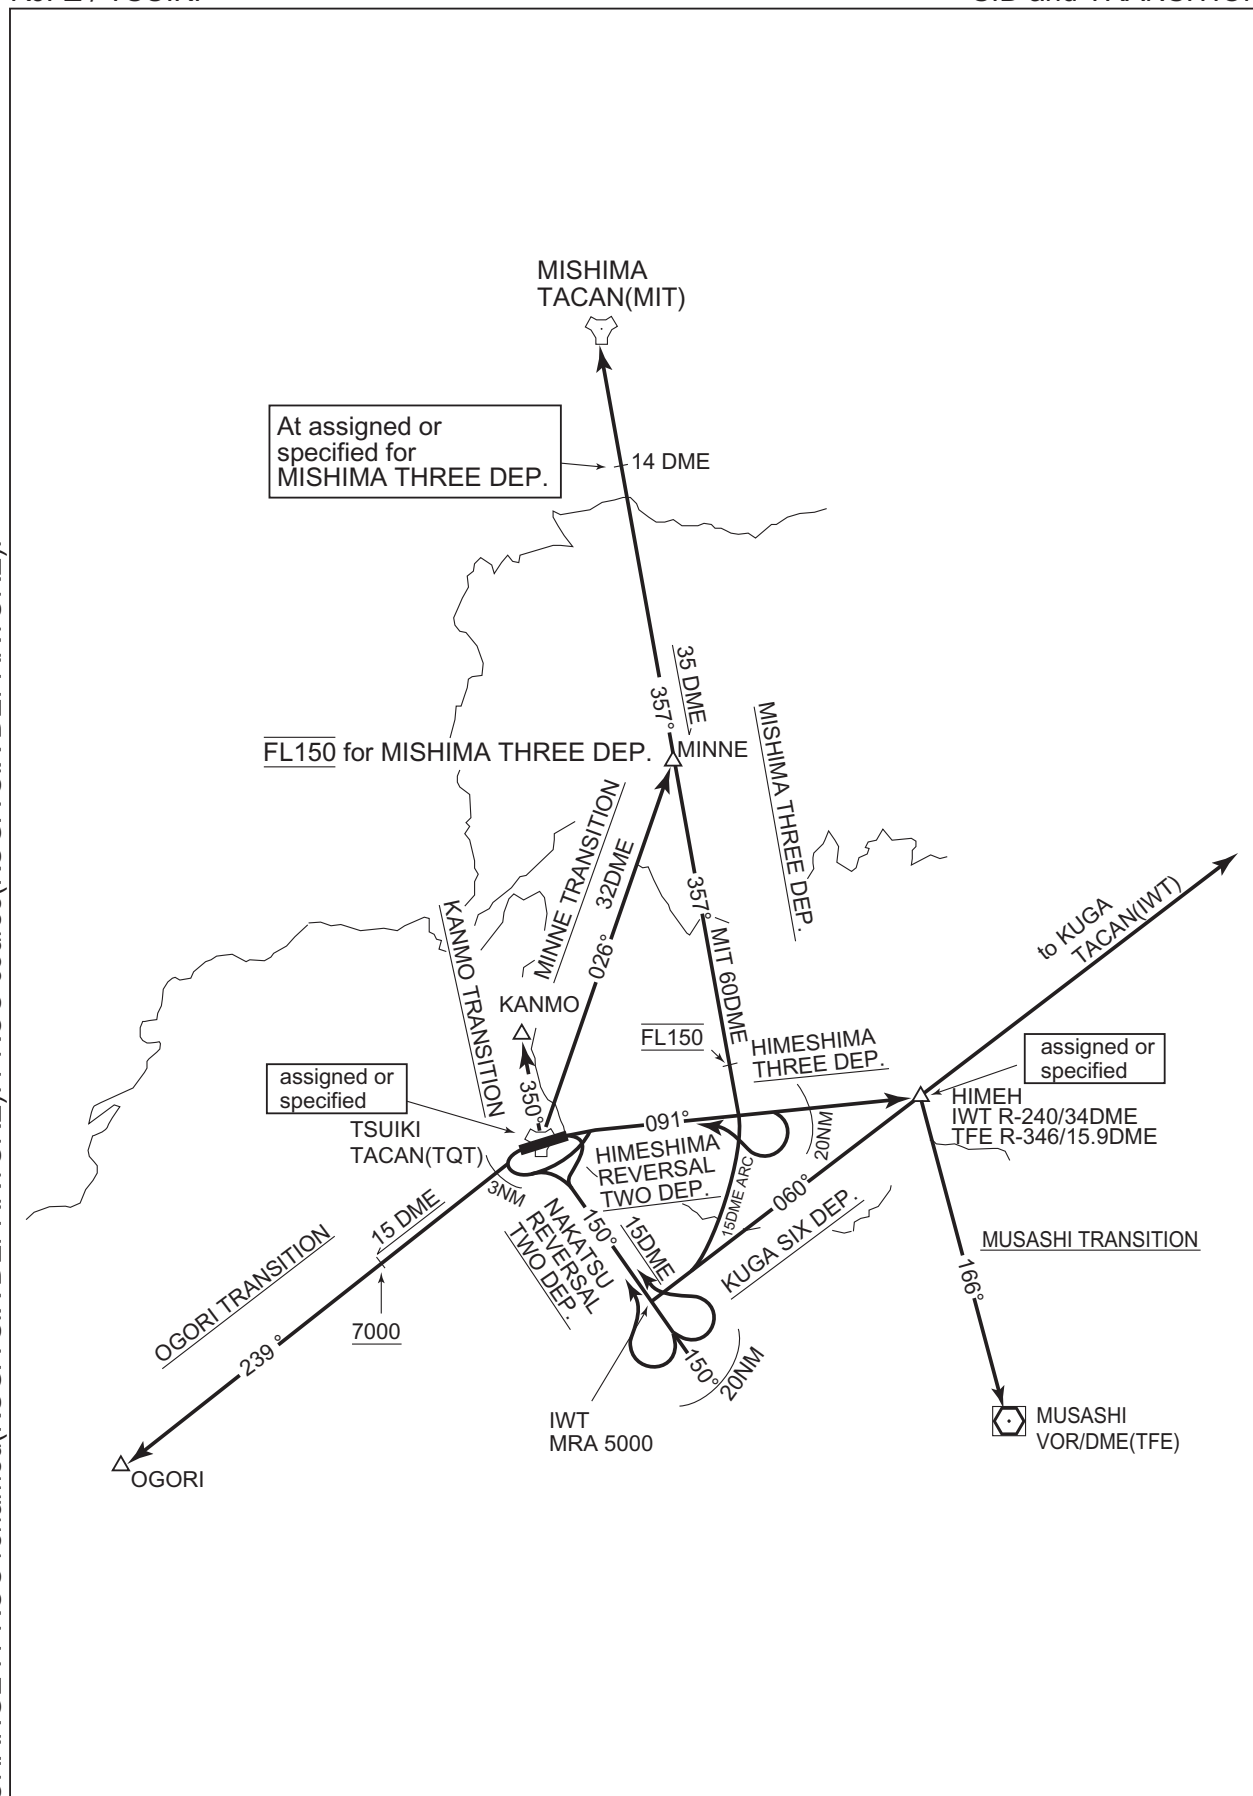 MISHIMA
TACAN(MIT)
At assigned or
specified for
MISHIMA THREE DEP.
14 DME
35 DME
357°
FL150 for MISHIMA THREE DEP.
MINNE
MISHIMA THREE DEP.
MINNE TRANSITION
32DME
026°
357°
MIT 60DME
KANMO TRANSITION
KANMO
350°
to KUGA
TACAN(IWT)
FL150
HIMESHIMA
THREE DEP.
assigned or
specified
assigned or
specified
HIMEH
IWT R-240/34DME
TFE R-346/15.9DME
TSUIKI
TACAN(TQT)
091°
20NM
HIMESHIMA
REVERSAL
TWO DEP.
3NM
15DME ARC
060°
KUGA SIX DEP.
NAKATSU
REVERSAL
TWO DEP.
150°
15DME
15 DME
OGORI TRANSITION
7000
239°
MUSASHI TRANSITION
166°
150°
20NM
IWT
MRA 5000
MUSASHI
VOR/DME(TFE)
OGORI